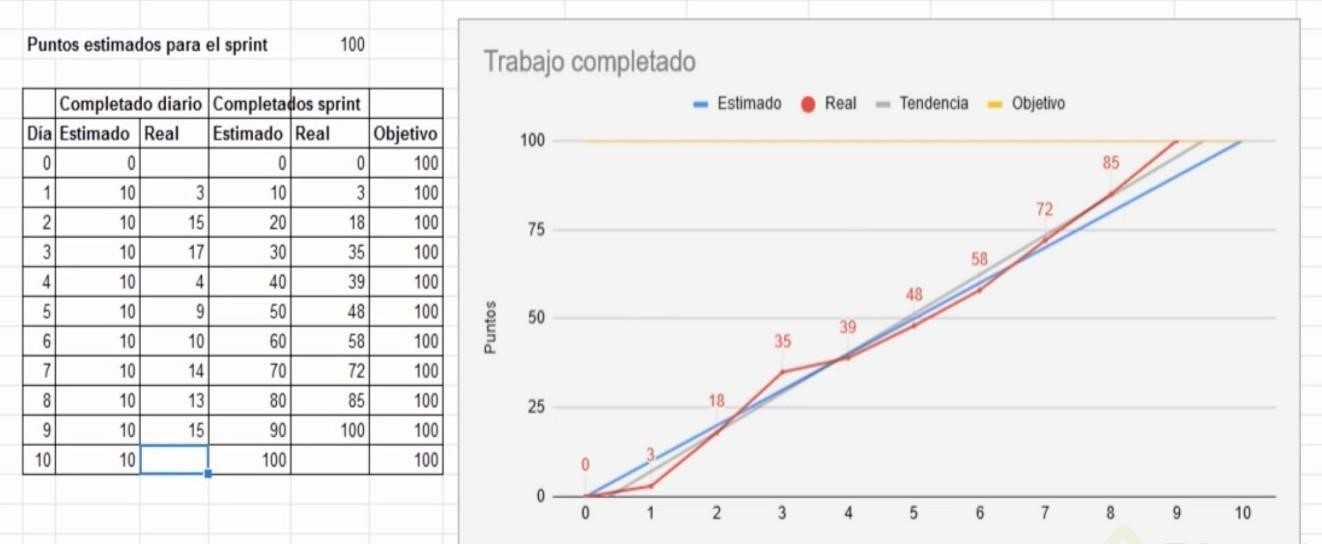 Puntos estimados para el sprint 100
Completado diario Completados sprint
Día Estimado Real Estimado Real Objetivo
0 0 0 0 100
1 10 3 10 3 100
2 10 15 20 18 100
3 10 17 30 35 100
4 10 4 40 39 100
5 10 9 50 48 100
6 10 10 60 58 100
7 10 14 70 72 100
8 10 13 80 85 100
9 10 15 90 100 100
10 10 100 100
Trabajo completado
Estimado Real Tendencia Objetivo
Puntos
100
75
50
25
0
0 3 18 35 39 48 58 72 85
0 1 2 3 4 5 6 7 8 9 10